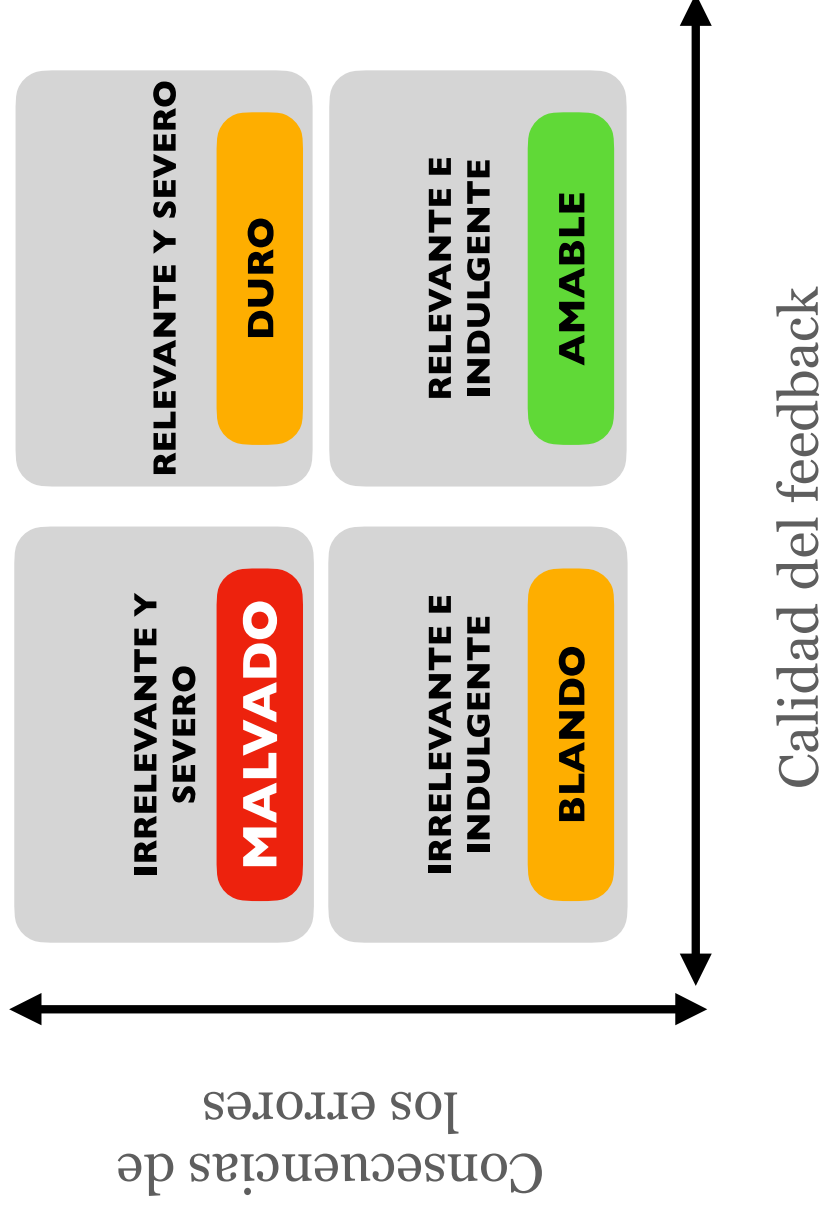 IRRELEVANTE Y
SEVERO
MALVADO
RELEVANTE Y SEVERO
DURO
IRRELEVANTE E
INDULGENTE
BLANDO
RELEVANTE E
INDULGENTE
AMABLE
Consecuencias de
los errores
Calidad del feedback